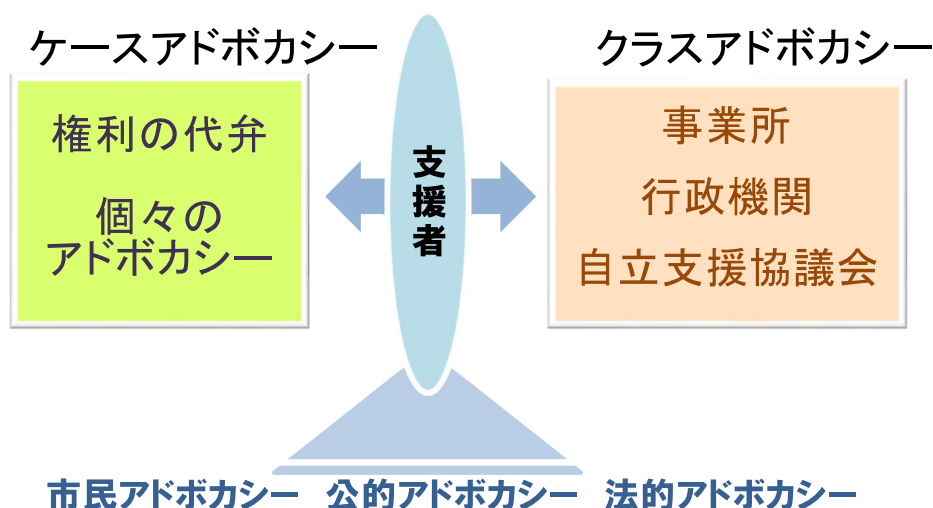 ケースアドボカシー
クラスアドボカシー
権利の代弁
個々の
アドボカシー
支援者
事業所
行政機関
自立支援協議会
市民アドボカシー 公的アドボカシー 法的アドボカシー